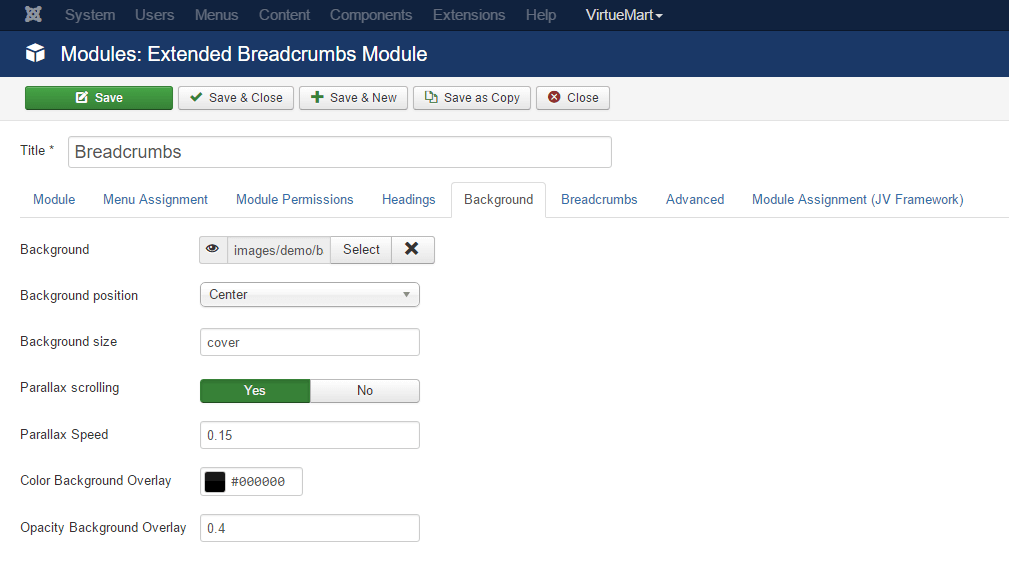 System Users Menus Content Components Extensions Help VirtueMart
Modules: Extended Breadcrumbs Module
Save Save & Close Save & New Save as Copy Close
Title * Breadcrumbs
Module Menu Assignment Module Permissions Headings Background Breadcrumbs Advanced Module Assignment (JV Framework)
Background images/demo/b Select
Background position Center
Background size cover
Parallax scrolling Yes No
Parallax Speed 0.15
Color Background Overlay #000000
Opacity Background Overlay 0.4